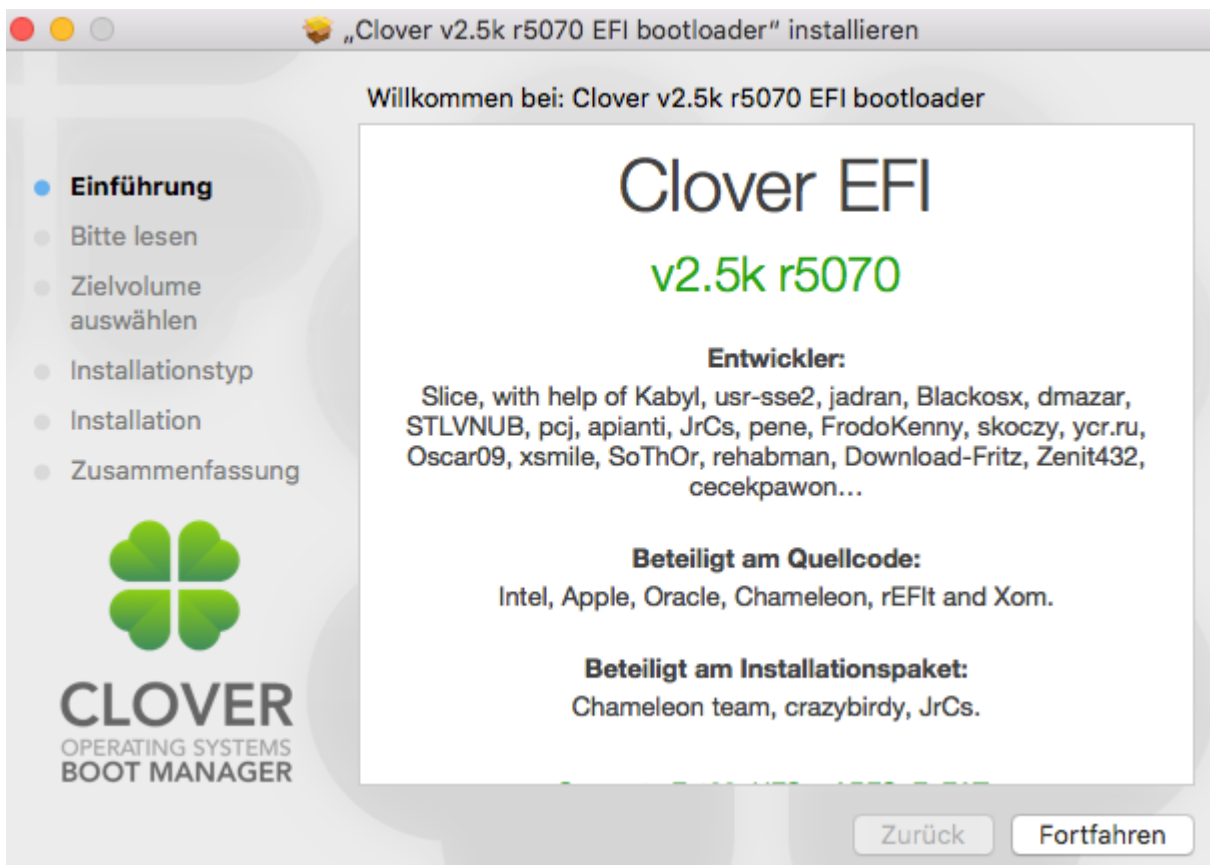 „Clover v2.5k r5070 EFI bootloader“ installieren
Willkommen bei: Clover v2.5k r5070 EFI bootloader
Einführung
Bitte lesen
Zielvolume
auswählen
Installationstyp
Installation
Zusammenfassung
CLOVER
OPERATING SYSTEMS
BOOT MANAGER
Clover EFI
v2.5k r5070
Entwickler:
Slice, with help of Kabyl, usr-sse2, jadran, Blackosx, dmazar,
STLVNUB, pcj, apianti, JrCs, pene, FrodoKenny, skoczy, ycr.ru,
Oscar09, xsmile, SoThOr, rehabman, Download-Fritz, Zenit432,
cecekpawon…
Beteiligt am Quellcode:
Intel, Apple, Oracle, Chameleon, rEFIt and Xom.
Beteiligt am Installationspaket:
Chameleon team, crazybirdy, JrCs.
Zurück
Fortfahren